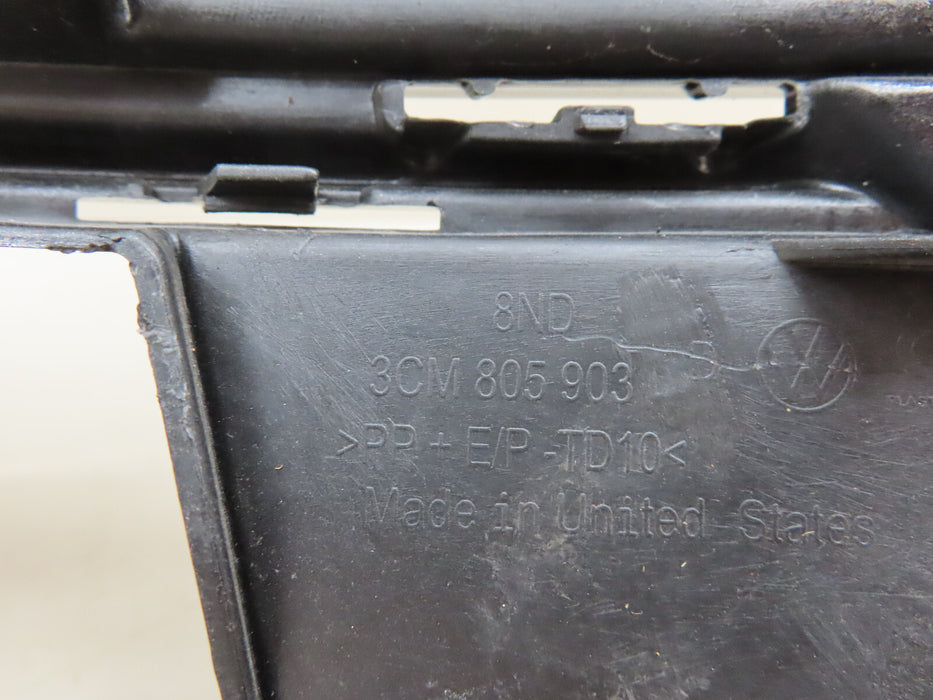 8ND
3CM 805 903
>PP + E/P -TD10<
Made in United States